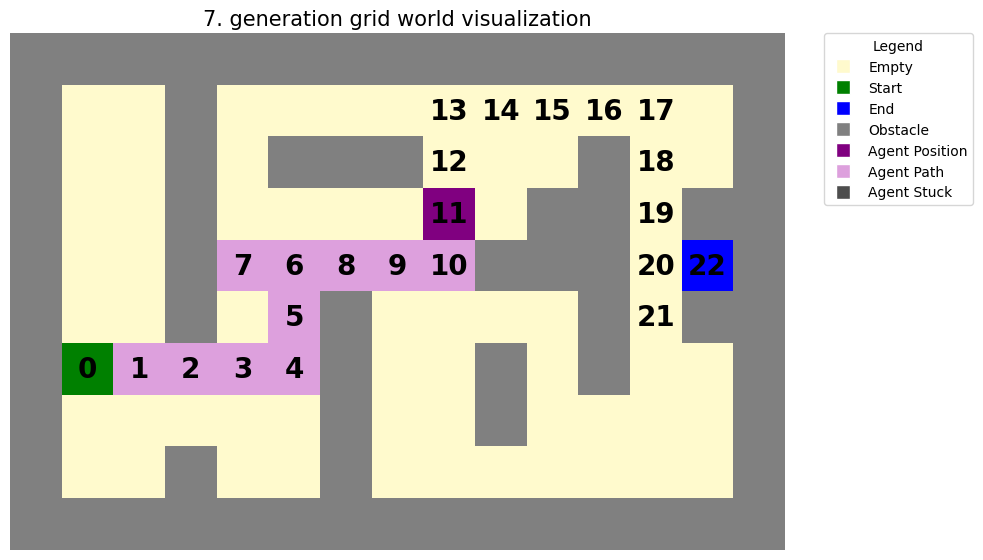 7. generation grid world visualization
Legend
Empty
Start
End
Obstacle
Agent Position
Agent Path
Agent Stuck
13 14 15 16 17
12 18
11 19
7 6 8 9 10 20 22
5 21
0 1 2 3 4